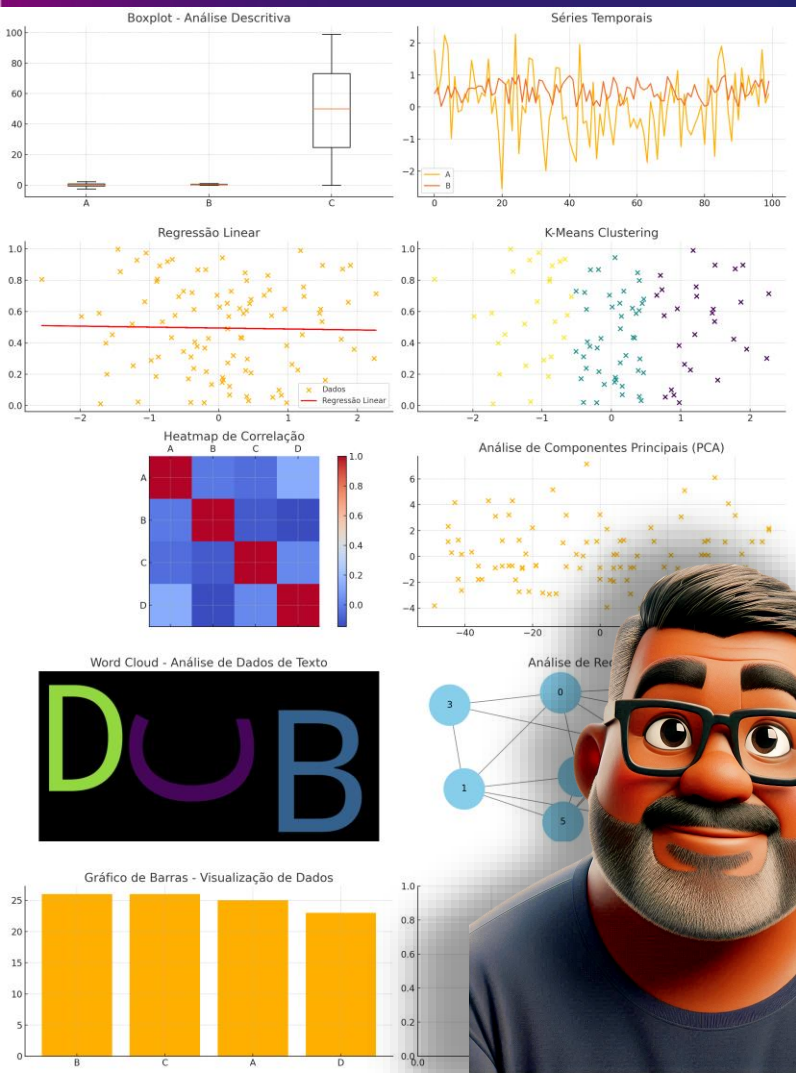 Boxplot - Análise Descritiva
100
80
60
40
20
0
A B C
Séries Temporais
2
1
0
−1
−2
A
B
0 20 40 60 80 100
Regressão Linear
1.0
0.8
0.6
0.4
0.2
0.0
Dados
Regressão Linear
−2 −1 0 1 2
K-Means Clustering
1.0
0.8
0.6
0.4
0.2
0.0
−2 −1 0 1 2
Heatmap de Correlação
A B C D
A
B
C
D
1.0
0.8
0.6
0.4
0.2
0.0
Análise de Componentes Principais (PCA)
6
4
2
0
−2
−4
−40 −20 0
Word Cloud - Análise de Dados de Texto
D C B
Análise de Re
3
0
1
5
Gráfico de Barras - Visualização de Dados
25
20
15
10
5
0
B C A D
1.0
0.8
0.6
0.4
0.2
0.0
0.0